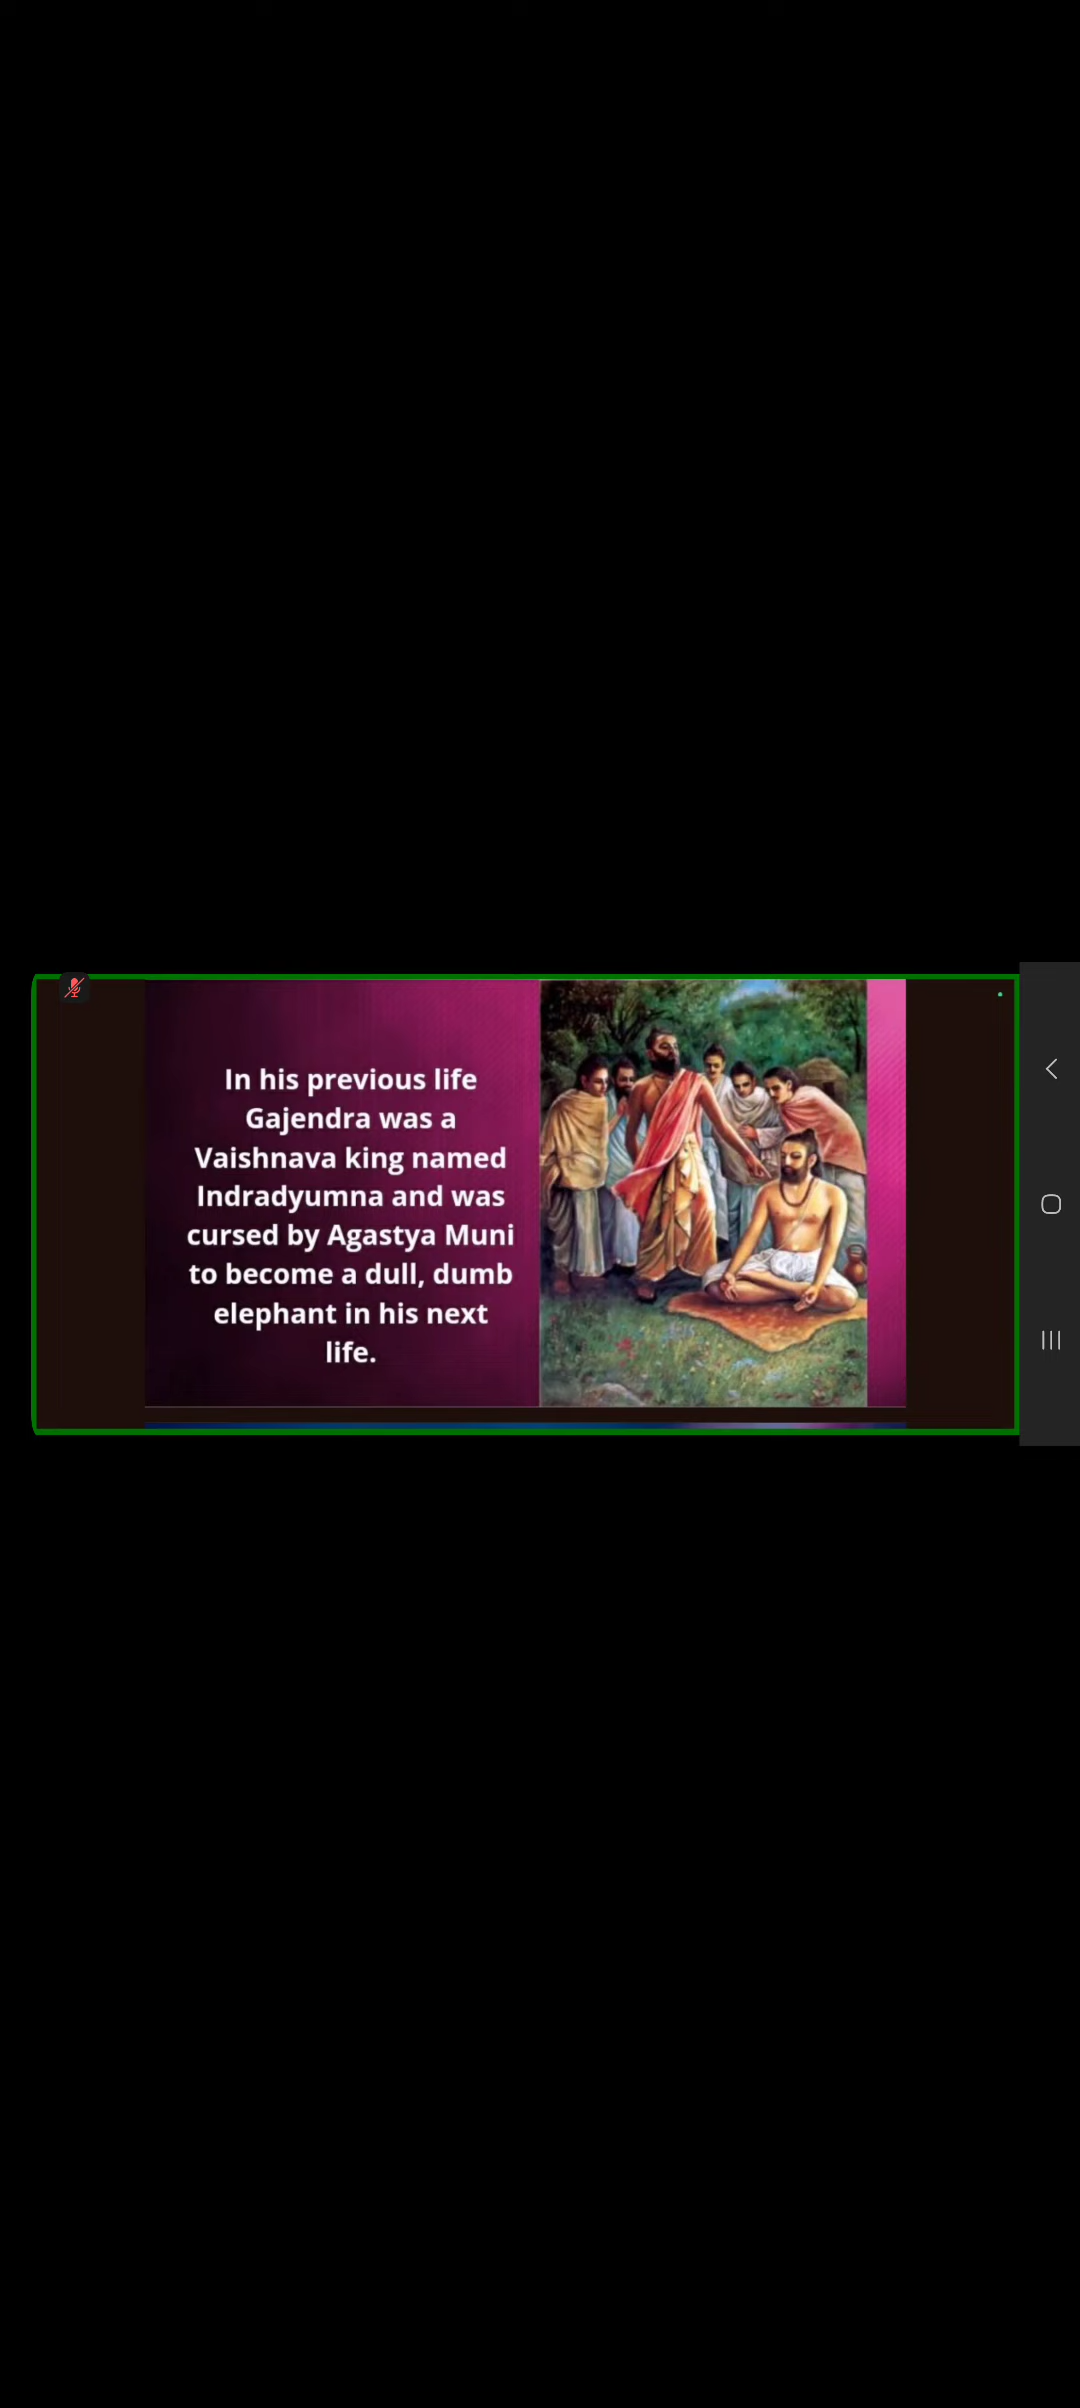 In his previous life
Gajendra was a
Vaishnava king named
Indradyumna and was
cursed by Agastya Muni
to become a dull, dumb
elephant in his next
life.